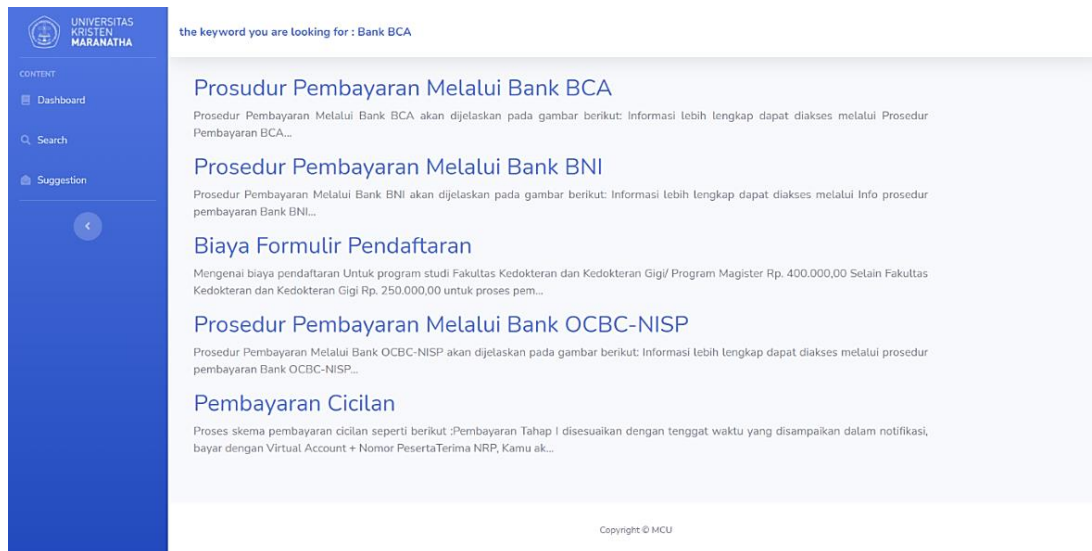 UNIVERSITAS
KRISTEN
MARANATHA
CONTENT
Dashboard
Search
Suggestion
the keyword you are looking for : Bank BCA
Prosudur Pembayaran Melalui Bank BCA
Prosedur Pembayaran Melalui Bank BCA akan dijelaskan pada gambar berikut: Informasi lebih lengkap dapat diakses melalui Prosedur
Pembayaran BCA...
Prosedur Pembayaran Melalui Bank BNI
Prosedur Pembayaran Melalui Bank BNI akan dijelaskan pada gambar berikut: Informasi lebih lengkap dapat diakses melalui Info prosedur
pembayaran Bank BNI...
Biaya Formulir Pendaftaran
Mengenai biaya pendaftaran Untuk program studi Fakultas Kedokteran dan Kedokteran Gigi/ Program Magister Rp. 400.000,00 Selain Fakultas
Kedokteran dan Kedokteran Gigi Rp. 250.000,00 untuk proses pem...
Prosedur Pembayaran Melalui Bank OCBC-NISP
Prosedur Pembayaran Melalui Bank OCBC-NISP akan dijelaskan pada gambar berikut: Informasi lebih lengkap dapat diakses melalui prosedur
pembayaran Bank OCBC-NISP...
Pembayaran Cicilan
Proses skema pembayaran cicilan seperti berikut :Pembayaran Tahap I disesuaikan dengan tenggat waktu yang disampaikan dalam notifikasi,
bayar dengan Virtual Account + Nomor PesertaTerima NRP, Kamu ak...
Copyright © MCU